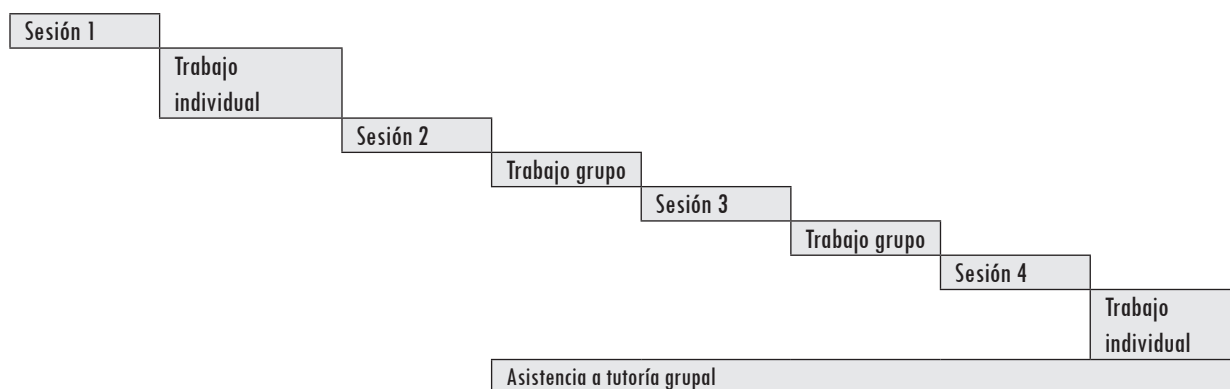 Sesión 1
Trabajo
individual
Sesión 2
Trabajo grupo
Sesión 3
Trabajo grupo
Sesión 4
Trabajo
individual
Asistencia a tutoría grupal